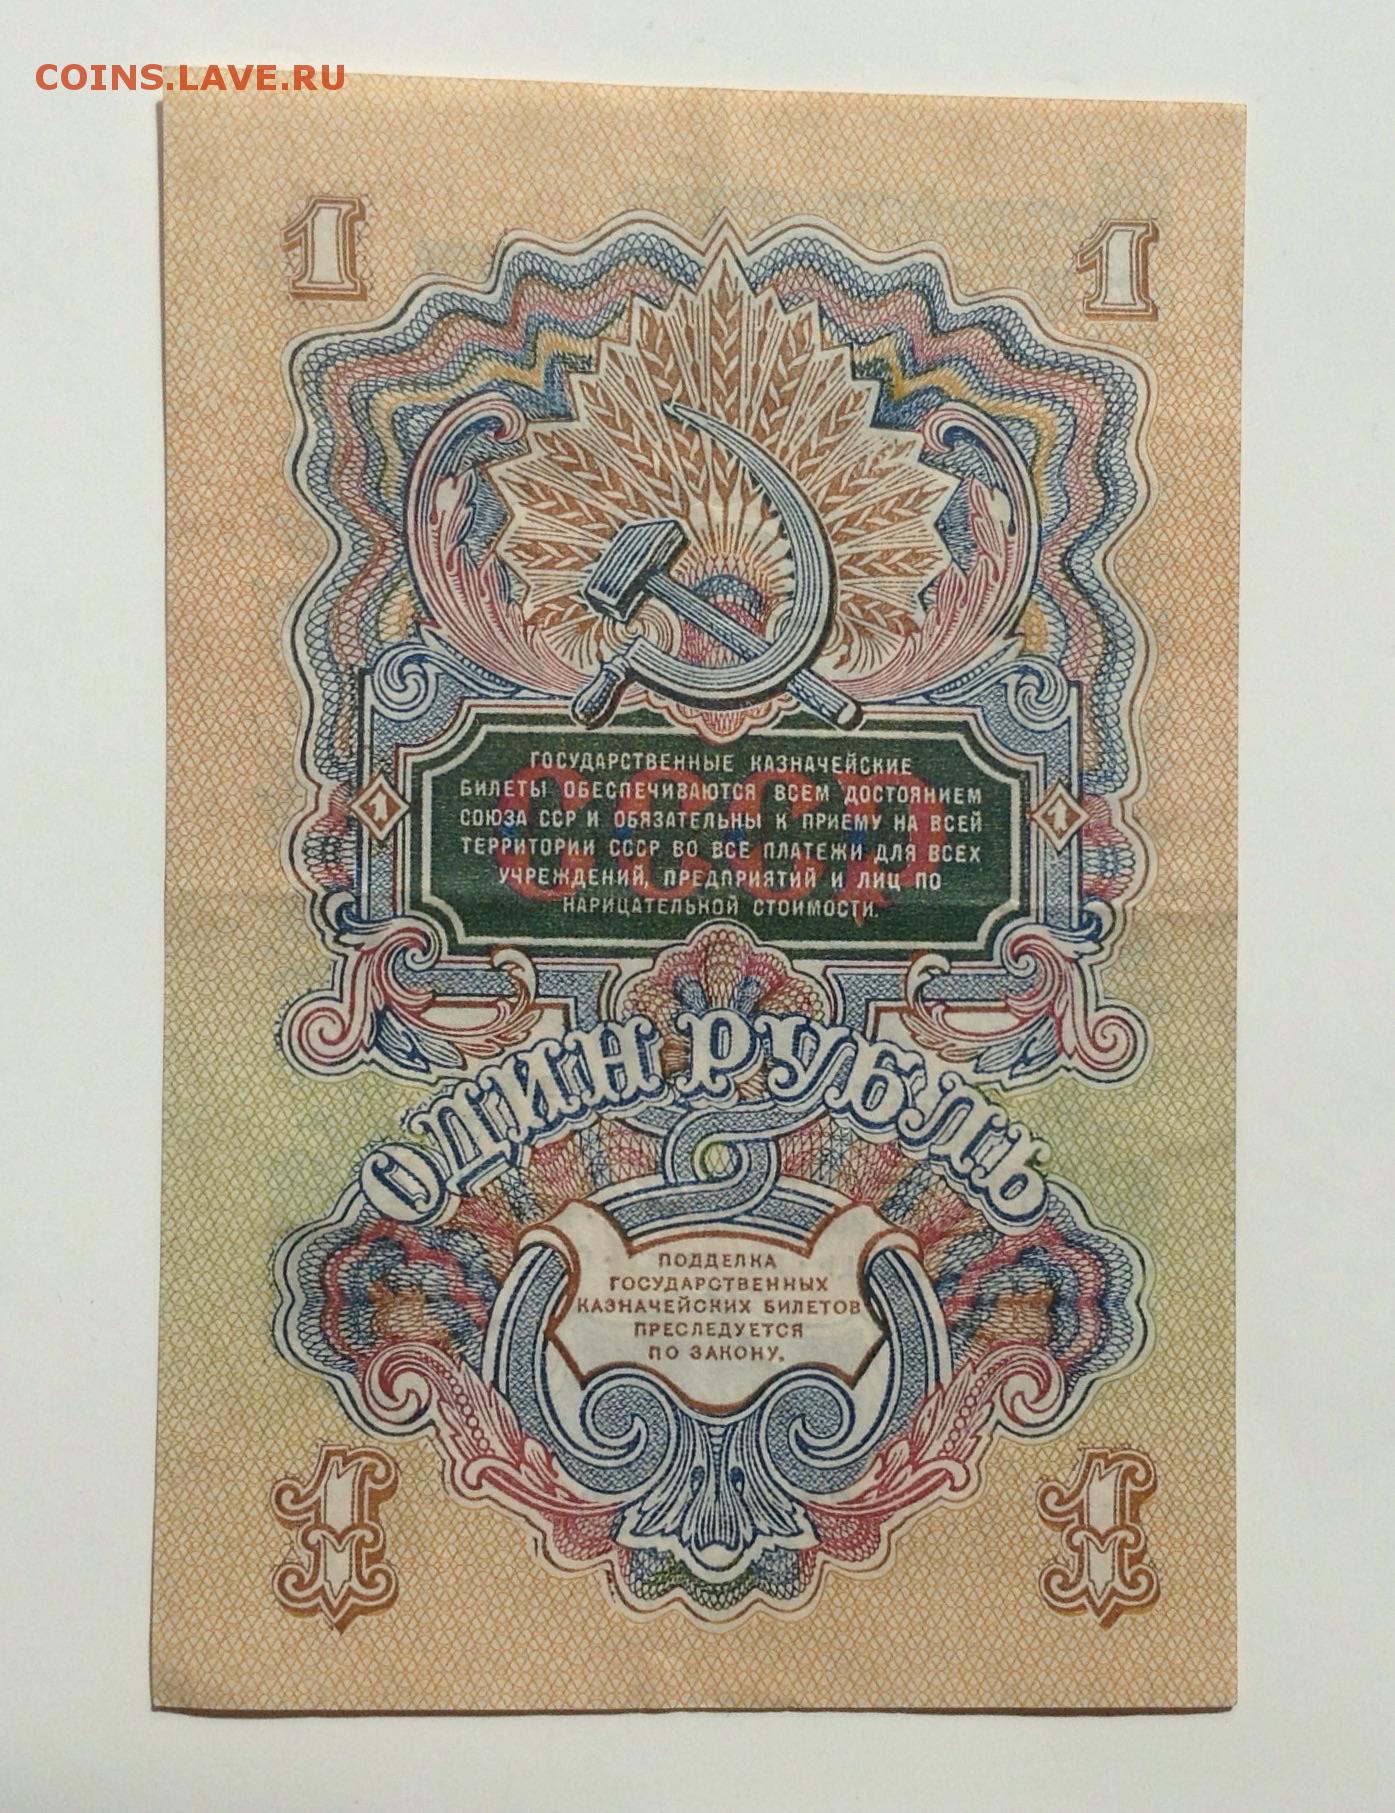 COINS.LAVE.RU
1 1
ГОСУДАРСТВЕННЫЕ КАЗНАЧЕЙСКИЕ
БИЛЕТЫ ОБЕСПЕЧИВАЮТСЯ ВСЕМ ДОСТОЯНИЕМ
СОЮЗА ССР И ОБЯЗАТЕЛЬНЫ К ПРИЕМУ НА ВСЕЙ
ТЕРРИТОРИИ СССР ВО ВСЕ ПЛАТЕЖИ ДЛЯ ВСЕХ
УЧРЕЖДЕНИЙ, ПРЕДПРИЯТИЙ И ЛИЦ ПО
НАРИЦАТЕЛЬНОЙ СТОИМОСТИ.
СССР
1 1
ОДИН РУБЛЬ
ПОДДЕЛКА
ГОСУДАРСТВЕННЫХ
КАЗНАЧЕЙСКИХ БИЛЕТОВ
ПРЕСЛЕДУЕТСЯ
ПО ЗАКОНУ.
1 1